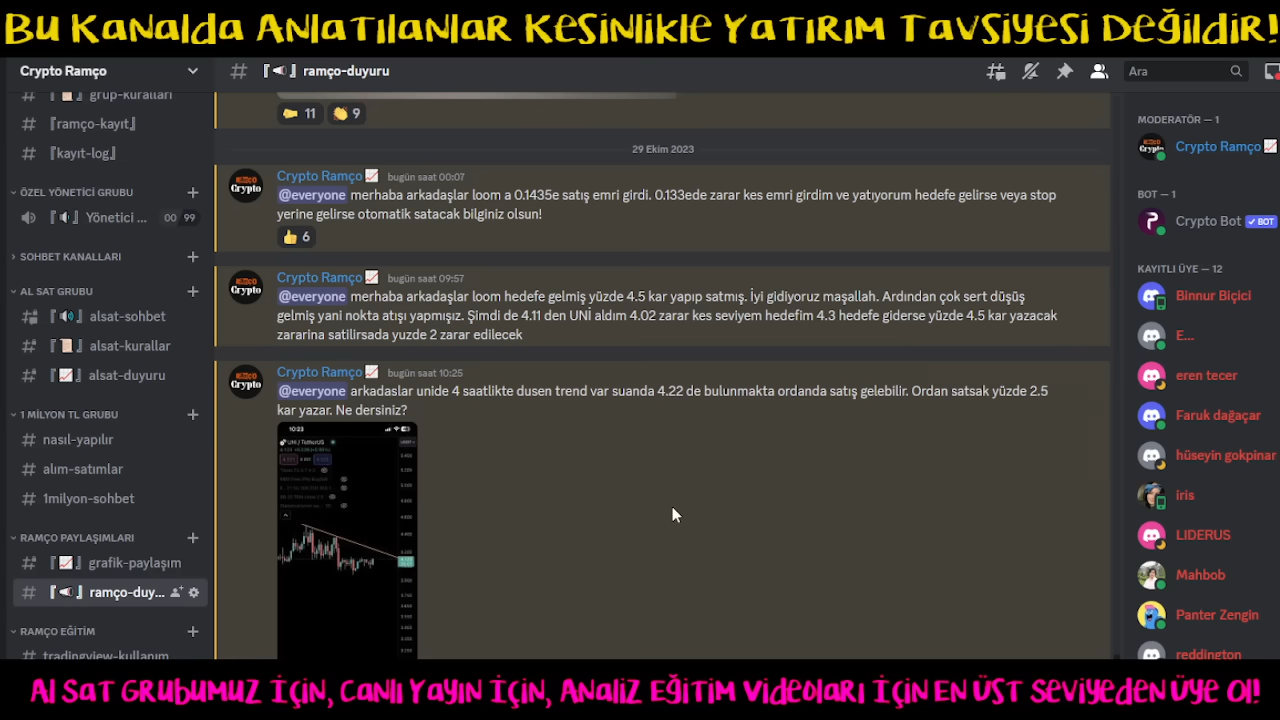 Bu Kanalda Anlatılanlar Kesinlikle Yatırım Tavsiyesi Değildir!
Crypto Ramço
grup-kuralları
『ramço-kayıt』
『kayıt-log』
ÖZEL YÖNETİCİ GRUBU
Yönetici ... 00 99
SOHBET KANALLARI
AL SAT GRUBU
alsat-sohbet
alsat-kurallar
alsat-duyuru
1 MİLYON TL GRUBU
nasıl-yapılır
alım-satımlar
1milyon-sohbet
RAMÇO PAYLAŞIMLARI
grafik-paylaşım
ramço-duy...
RAMÇO EĞİTİM
tradingview-kullanım
ramço-duyuru
Ara
11 9
29 Ekim 2023
Crypto Ramço bugün saat 00:07
@everyone merhaba arkadaşlar loom a 0.1435e satış emri girdi. 0.133ede zarar kes emri girdim ve yatıyorum hedefe gelirse veya stop
yerine gelirse otomatik satacak bilginiz olsun!
6
Crypto Ramço bugün saat 09:57
@everyone merhaba arkadaşlar loom hedefe gelmiş yüzde 4.5 kar yapıp satmış. İyi gidiyoruz maşallah. Ardından çok sert düşüş
gelmiş yani nokta atışı yapmışız. Şimdi de 4.11 den UNİ aldım 4.02 zarar kes seviyem hedefim 4.3 hedefe giderse yüzde 4.5 kar yazacak
zararına satilirsada yuzde 2 zarar edilecek
Crypto Ramço bugün saat 10:25
@everyone arkadaslar unide 4 saatlikte dusen trend var suanda 4.22 de bulunmakta ordanda satış gelebilir. Ordan satsak yüzde 2.5
kar yazar. Ne dersiniz?
10:23
UNI / TetherUS
MODERATÖR — 1
Crypto Ramço
BOT — 1
Crypto Bot BOT
KAYITLI ÜYE — 12
Binnur Biçici
E...
eren tecer
Faruk dağaçar
hüseyin gokpinar
iris
LIDERUS
Mahbob
Panter Zengin
reddington
Al Sat Grubumuz İçin, Canlı Yayın İçin, Analiz Eğitim Videoları İçin En Üst Seviyeden Üye Ol!